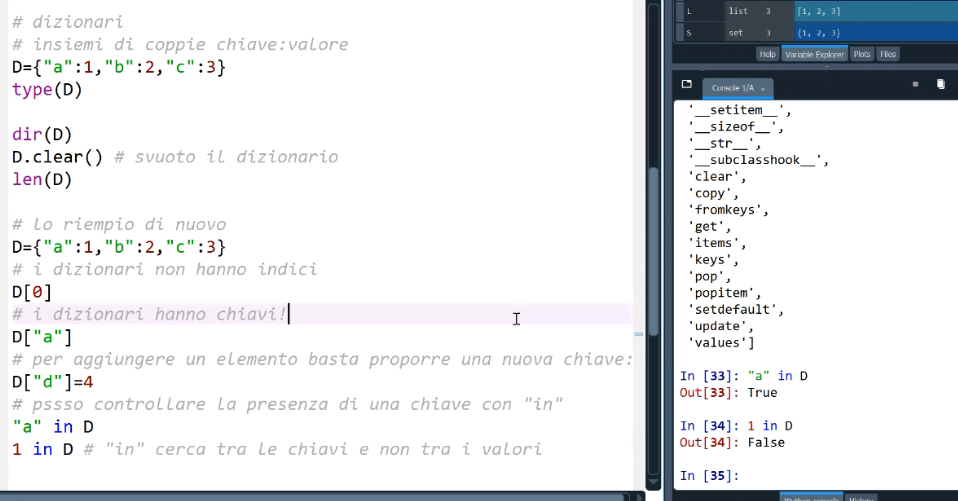 # dizionari
# insiemi di coppie chiave:valore
D={"a":1,"b":2,"c":3}
type(D)
dir(D)
D.clear() # svuoto il dizionario
len(D)
# lo riempio di nuovo
D={"a":1,"b":2,"c":3}
# i dizionari non hanno indici
D[0]
# i dizionari hanno chiavi!
D["a"]
# per aggiungere un elemento basta proporre una nuova chiave:
D["d"]=4
# pssso controllare la presenza di una chiave con "in"
"a" in D
1 in D # "in" cerca tra le chiavi e non tra i valori
L list 3 [1, 2, 3]
S set 3 {1, 2, 3}
Help Variable Explorer Plots Files
Console 1/A
'__setitem__',
'__sizeof__',
'__str__',
'__subclasshook__',
'clear',
'copy',
'fromkeys',
'get',
'items',
'keys',
'pop',
'popitem',
'setdefault',
'update',
'values']
In [33]: "a" in D
Out[33]: True
In [34]: 1 in D
Out[34]: False
In [35]:
IPython console History